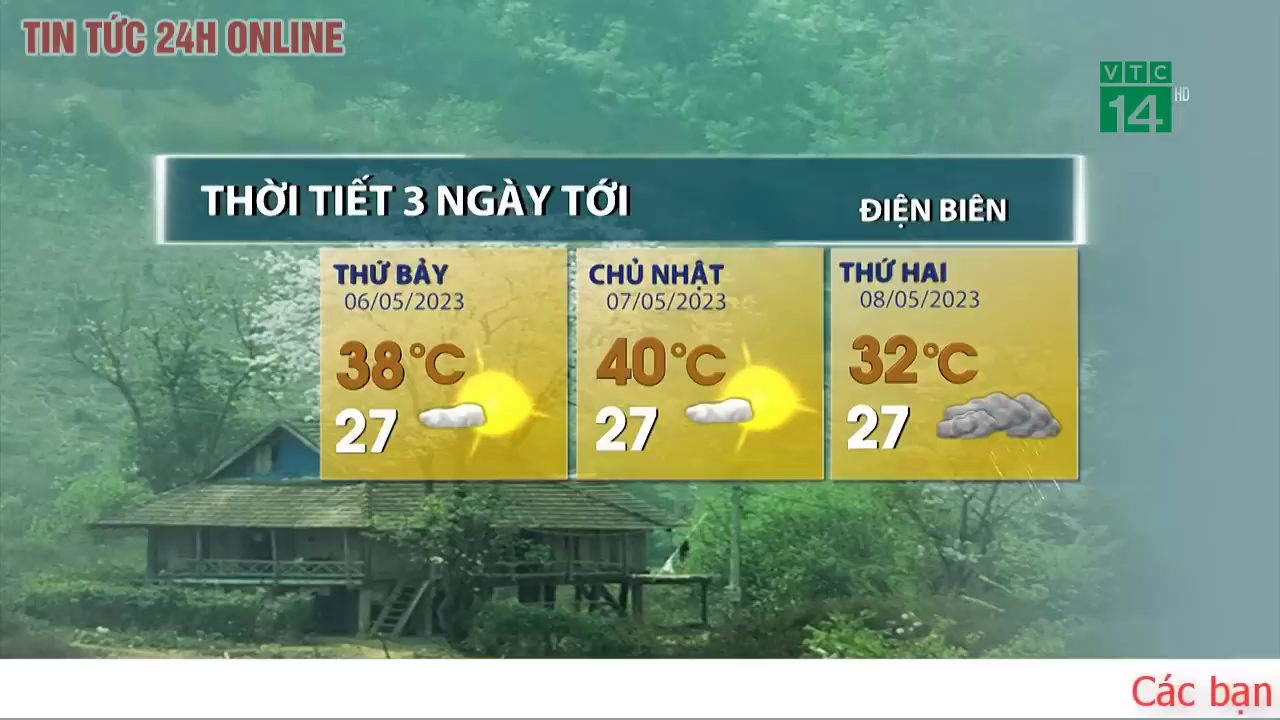 TIN TỨC 24H ONLINE
VTC
14 HD
THỜI TIẾT 3 NGÀY TỚI
ĐIỆN BIÊN
THỨ BẢY
06/05/2023
38°C
27
CHỦ NHẬT
07/05/2023
40°C
27
THỨ HAI
08/05/2023
32°C
27
Các bạn